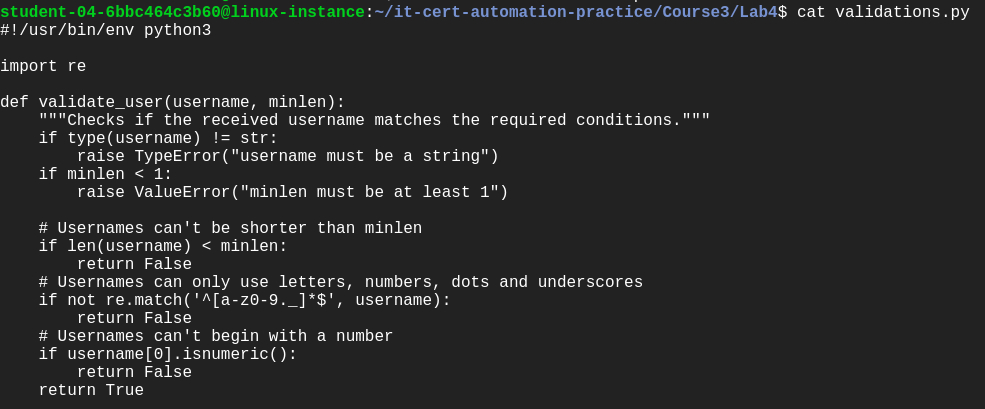 student-04-6bbc464c3b60@linux-instance:~/it-cert-automation-practice/Course3/Lab4$ cat validations.py
#!/usr/bin/env python3

import re

def validate_user(username, minlen):
    """Checks if the received username matches the required conditions."""
    if type(username) != str:
        raise TypeError("username must be a string")
    if minlen < 1:
        raise ValueError("minlen must be at least 1")

    # Usernames can't be shorter than minlen
    if len(username) < minlen:
        return False
    # Usernames can only use letters, numbers, dots and underscores
    if not re.match('^[a-z0-9._]*$', username):
        return False
    # Usernames can't begin with a number
    if username[0].isnumeric():
        return False
    return True